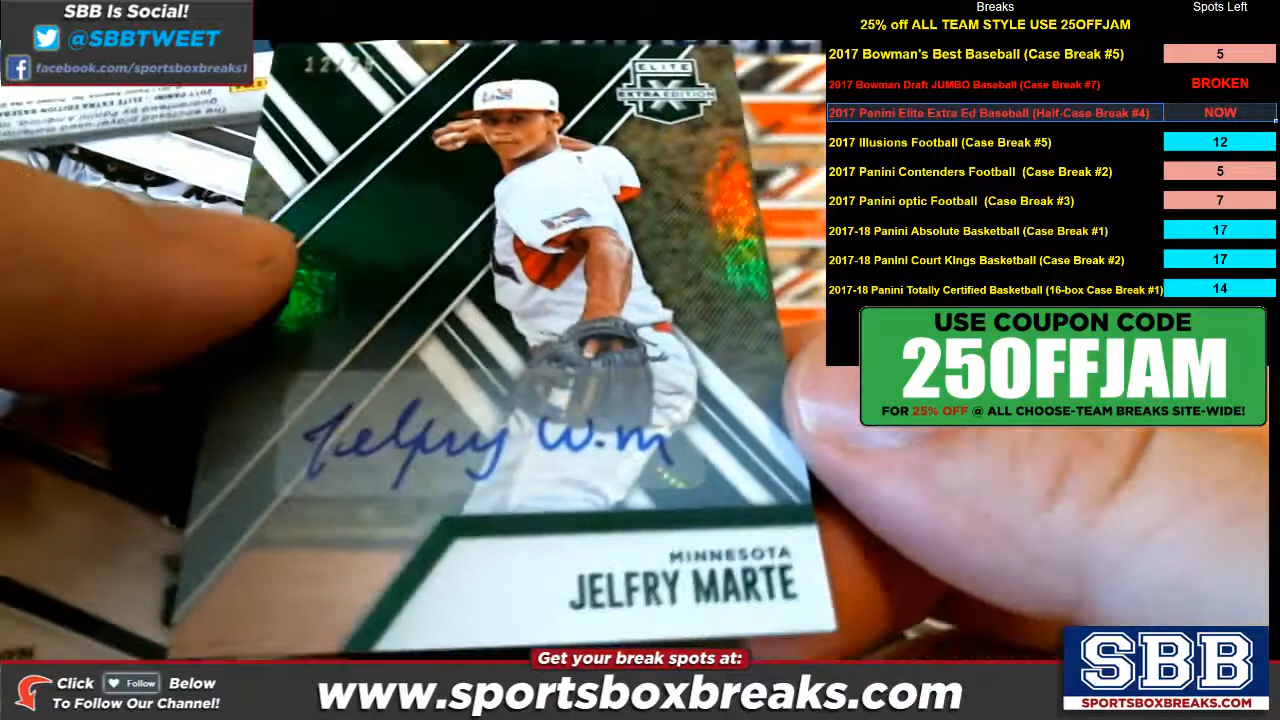 SBB Is Social!
@SBBTWEET
facebook.com/sportsboxbreaks1
ELITE
X
EXTRA EDITION
Jelfry W.M
MINNESOTA
JELFRY MARTE
Breaks Spots Left
25% off ALL TEAM STYLE USE 25OFFJAM
2017 Bowman's Best Baseball (Case Break #5) 5
2017 Bowman Draft JUMBO Baseball (Case Break #7) BROKEN
2017 Panini Elite Extra Ed Baseball (Half-Case Break #4) NOW
2017 Illusions Football (Case Break #5) 12
2017 Panini Contenders Football (Case Break #2) 5
2017 Panini optic Football (Case Break #3) 7
2017-18 Panini Absolute Basketball (Case Break #1) 17
2017-18 Panini Court Kings Basketball (Case Break #2) 17
2017-18 Panini Totally Certified Basketball (16-box Case Break #1) 14
USE COUPON CODE
25OFFJAM
FOR 25% OFF @ ALL CHOOSE-TEAM BREAKS SITE-WIDE!
Get your break spots at:
Click Follow Below
To Follow Our Channel!
www.sportsboxbreaks.com
SBB
SPORTSBOXBREAKS.COM